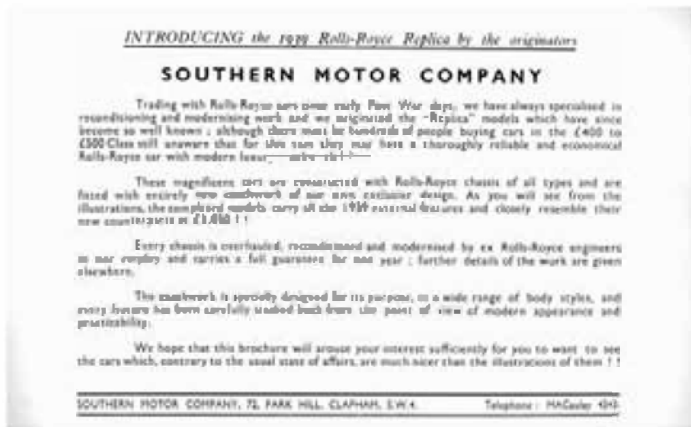 INTRODUCING the 1939 Rolls-Royce Replica by the originators
SOUTHERN MOTOR COMPANY
Trading with Rolls-Royce cars over early Post War days, we have always specialised in
reconditioning and modernising work and we originated the "Replica" models which have since
become so well known; although there must be hundreds of people buying cars in the £400 to
£500 Class still unaware that for this sum they may have a thoroughly reliable and economical
Rolls-Royce car with modern
These magnificent cars are constructed with Rolls-Royce chassis of all types and are
fitted with entirely new coachwork of our own exclusive design. As you will see from the
illustrations, the completed models carry all the 1939 external features and closely resemble their
new counterparts at !!
Every chassis is overhauled, reconditioned and modernised by ex Rolls-Royce engineers
in our employ and carries a full guarantee for one year; further details of the work are given
elsewhere.
The coachwork is specially designed for its purpose, in a wide range of body styles, and
every feature has been carefully worked back from the point of view of modern appearance and
practicability.
We hope that this brochure will arouse your interest sufficiently for you to want to see
the cars which, contrary to the usual state of affairs, are much nicer than the illustrations of them !!
SOUTHERN MOTOR COMPANY, 72, PARK HILL, CLAPHAM, S.W.4. Telephone: MACaulay